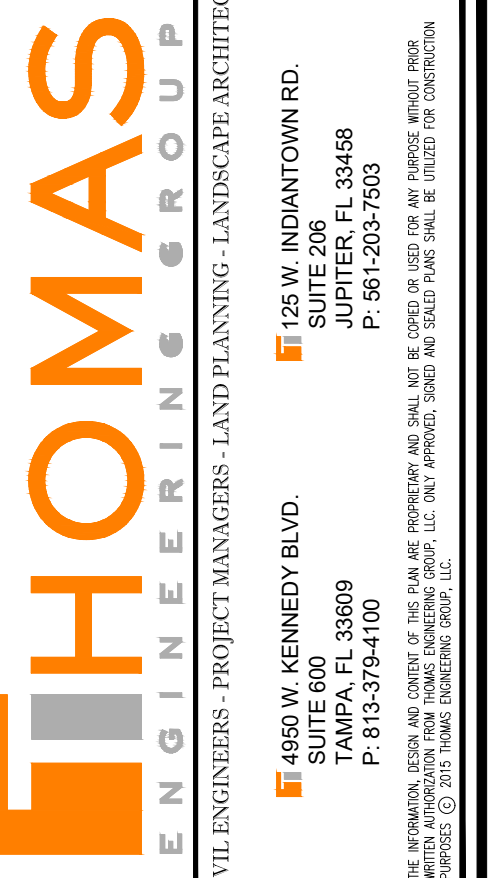 THOMAS
ENGINEERING GROUP
VIL ENGINEERS - PROJECT MANAGERS - LAND PLANNING - LANDSCAPE ARCHITEC
4950 W. KENNEDY BLVD.
SUITE 600
TAMPA, FL 33609
P: 813-379-4100
125 W. INDIANTOWN RD.
SUITE 206
JUPITER, FL 33458
P: 561-203-7503
THE INFORMATION, DESIGN AND CONTENT OF THIS PLAN ARE PROPRIETARY AND SHALL NOT BE COPIED OR USED FOR ANY PURPOSE WITHOUT PRIOR
WRITTEN AUTHORIZATION FROM THOMAS ENGINEERING GROUP, LLC. ONLY APPROVED, SIGNED AND SEALED PLANS SHALL BE UTILIZED FOR CONSTRUCTION
PURPOSES © 2015 THOMAS ENGINEERING GROUP, LLC.